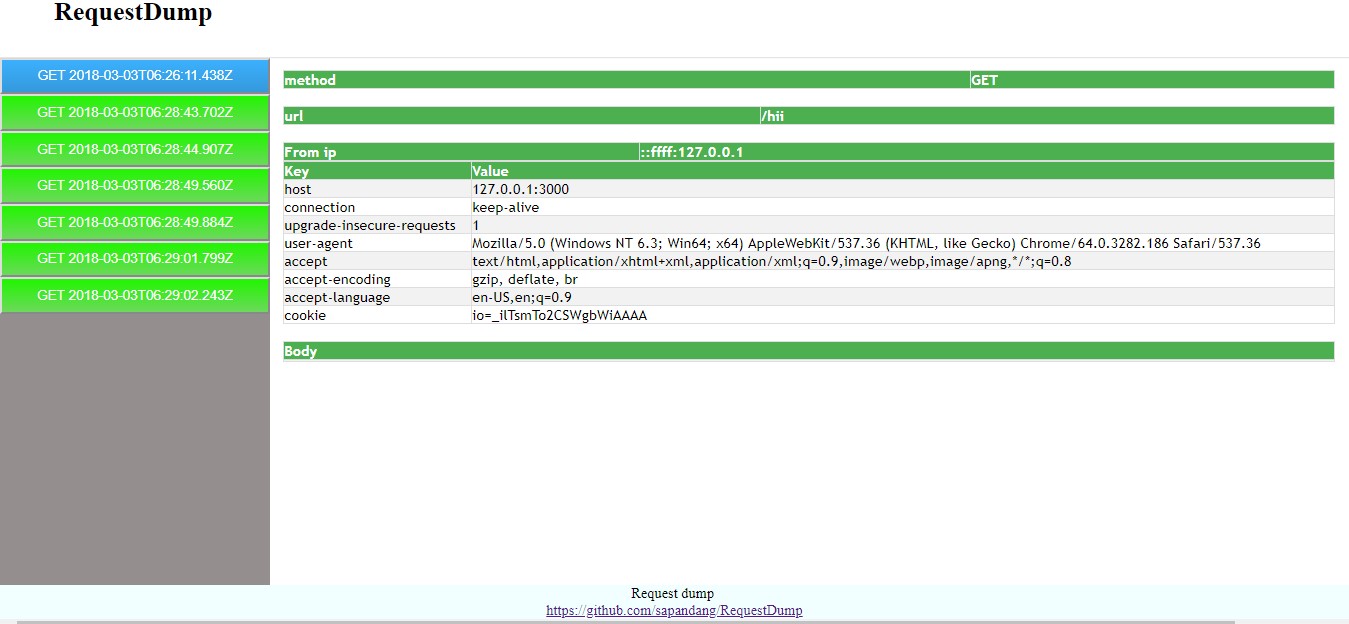 RequestDump
GET 2018-03-03T06:26:11.438Z
GET 2018-03-03T06:28:43.702Z
GET 2018-03-03T06:28:44.907Z
GET 2018-03-03T06:28:49.560Z
GET 2018-03-03T06:28:49.884Z
GET 2018-03-03T06:29:01.799Z
GET 2018-03-03T06:29:02.243Z
method GET
url /hii
From ip ::ffff:127.0.0.1
Key Value
host 127.0.0.1:3000
connection keep-alive
upgrade-insecure-requests 1
user-agent Mozilla/5.0 (Windows NT 6.3; Win64; x64) AppleWebKit/537.36 (KHTML, like Gecko) Chrome/64.0.3282.186 Safari/537.36
accept text/html,application/xhtml+xml,application/xml;q=0.9,image/webp,image/apng,*/*;q=0.8
accept-encoding gzip, deflate, br
accept-language en-US,en;q=0.9
cookie io=_ilTsmTo2CSWgbWiAAAA
Body
Request dump
https://github.com/sapandang/RequestDump